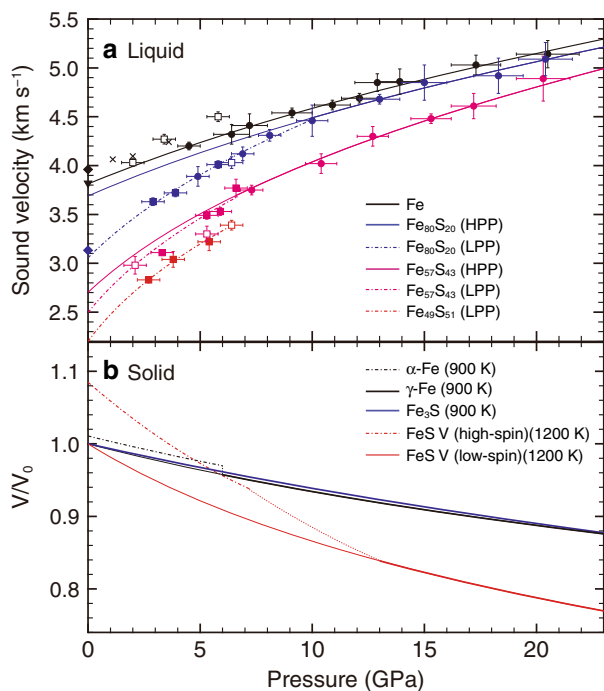 a Liquid
Sound velocity (km s⁻¹)
5.5
5.0
4.5
4.0
3.5
3.0
2.5
Fe
Fe₈₀S₂₀ (HPP)
Fe₈₀S₂₀ (LPP)
Fe₅₇S₄₃ (HPP)
Fe₅₇S₄₃ (LPP)
Fe₄₉S₅₁ (LPP)
b Solid
V/V₀
1.1
1.0
0.9
0.8
α-Fe (900 K)
γ-Fe (900 K)
Fe₃S (900 K)
FeS V (high-spin)(1200 K)
FeS V (low-spin)(1200 K)
0 5 10 15 20
Pressure (GPa)